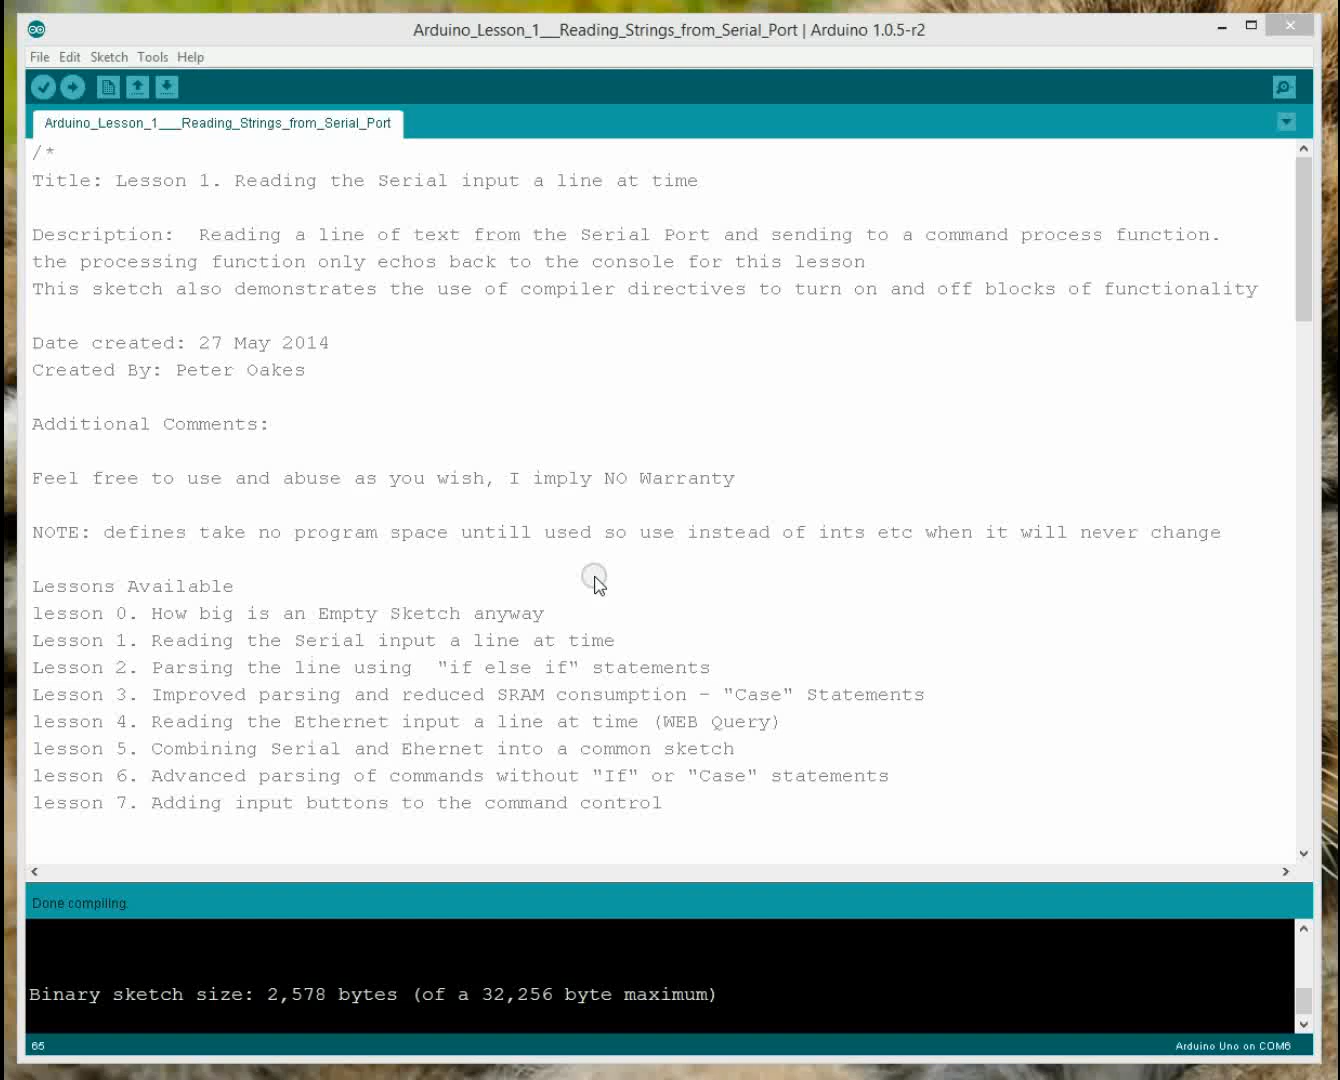 Arduino_Lesson_1___Reading_Strings_from_Serial_Port | Arduino 1.0.5-r2
File Edit Sketch Tools Help
Arduino_Lesson_1___Reading_Strings_from_Serial_Port
/*
Title: Lesson 1. Reading the Serial input a line at time
Description:  Reading a line of text from the Serial Port and sending to a command process function.
the processing function only echos back to the console for this lesson
This sketch also demonstrates the use of compiler directives to turn on and off blocks of functionality
Date created: 27 May 2014
Created By: Peter Oakes
Additional Comments:
Feel free to use and abuse as you wish, I imply NO Warranty
NOTE: defines take no program space untill used so use instead of ints etc when it will never change
Lessons Available
lesson 0. How big is an Empty Sketch anyway
Lesson 1. Reading the Serial input a line at time
Lesson 2. Parsing the line using  "if else if" statements
Lesson 3. Improved parsing and reduced SRAM consumption - "Case" Statements
lesson 4. Reading the Ethernet input a line at time (WEB Query)
lesson 5. Combining Serial and Ehernet into a common sketch
lesson 6. Advanced parsing of commands without "If" or "Case" statements
lesson 7. Adding input buttons to the command control
Done compiling.
Binary sketch size: 2,578 bytes (of a 32,256 byte maximum)
65
Arduino Uno on COM6